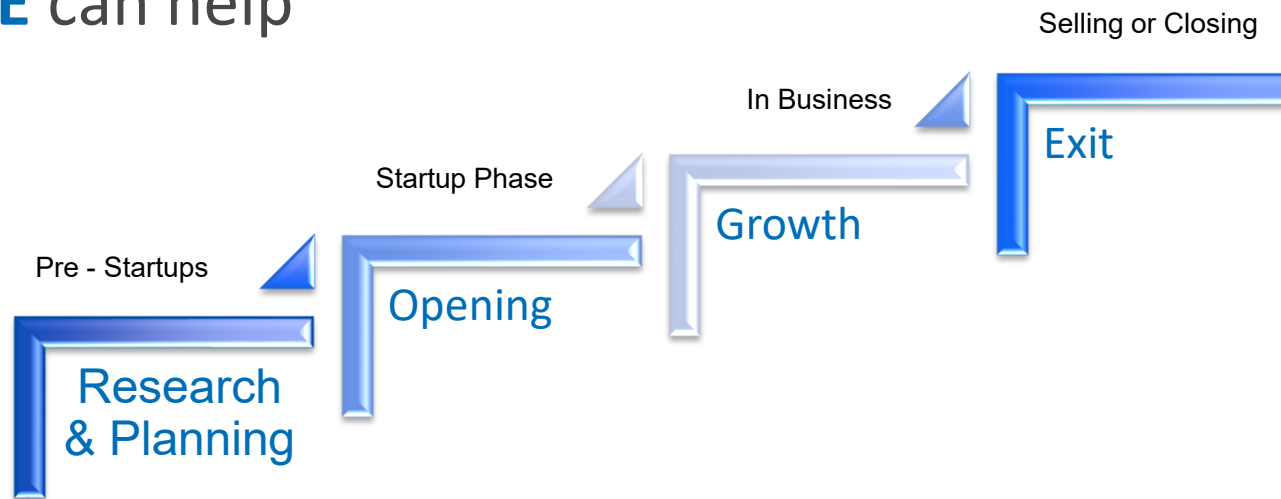 E can help
Selling or Closing
In Business
Exit
Startup Phase
Growth
Pre - Startups
Opening
Research
& Planning